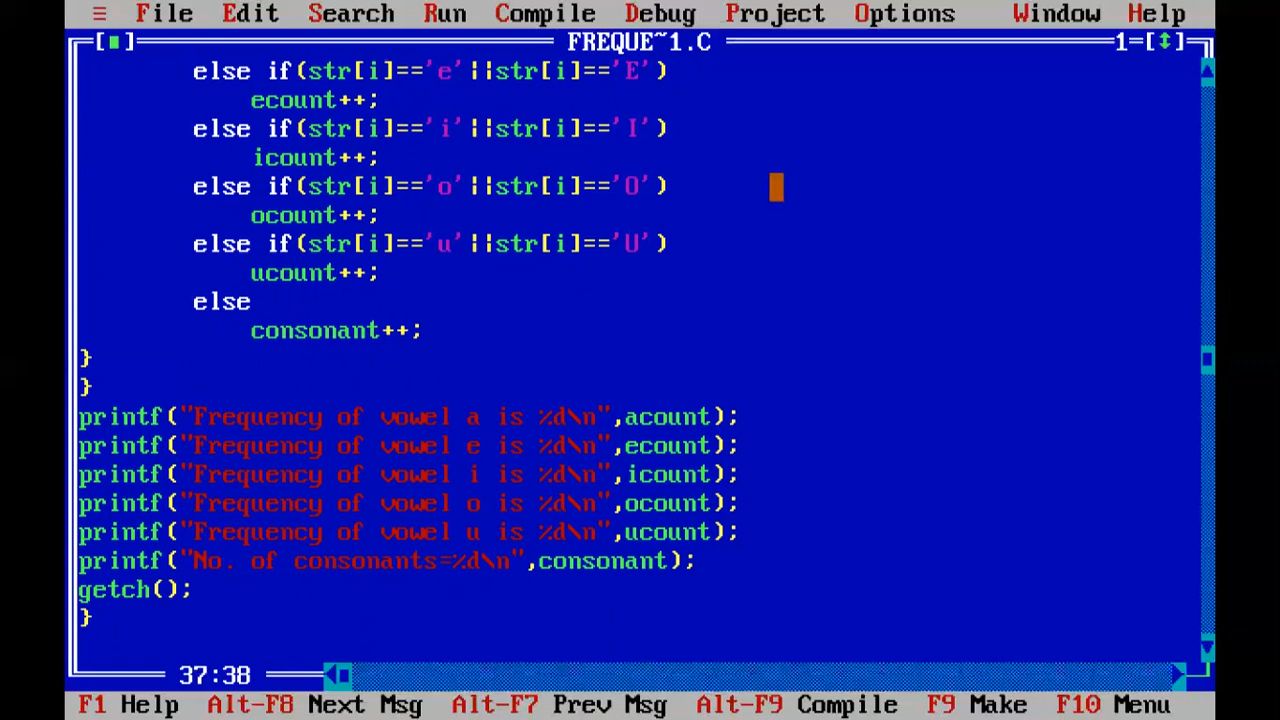 ≡ File Edit Search Run Compile Debug Project Options Window Help
[■] FREQUE~1.C 1=[↕]
else if(str[i]=='e'||str[i]=='E')
ecount++;
else if(str[i]=='i'||str[i]=='I')
icount++;
else if(str[i]=='o'||str[i]=='O')
ocount++;
else if(str[i]=='u'||str[i]=='U')
ucount++;
else
consonant++;
}
}
printf("Frequency of vowel a is %d\n",acount);
printf("Frequency of vowel e is %d\n",ecount);
printf("Frequency of vowel i is %d\n",icount);
printf("Frequency of vowel o is %d\n",ocount);
printf("Frequency of vowel u is %d\n",ucount);
printf("No. of consonants=%d\n",consonant);
getch();
}
37:38
F1 Help Alt-F8 Next Msg Alt-F7 Prev Msg Alt-F9 Compile F9 Make F10 Menu